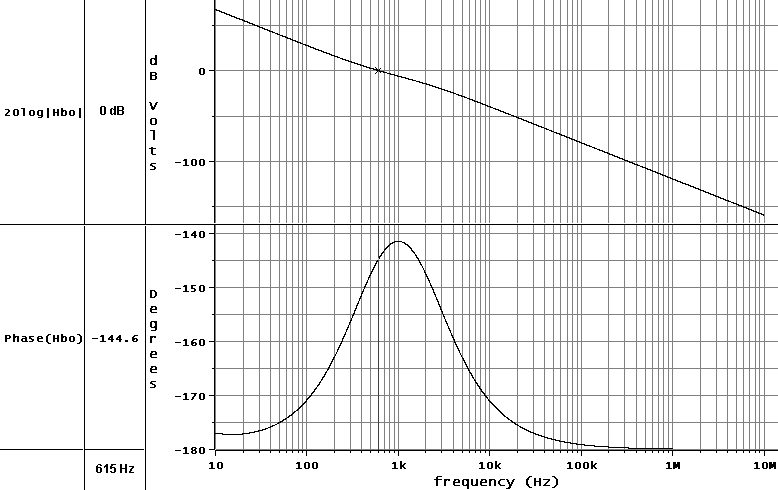 20log|Hbo|
0dB
dB volts
0
-100
Phase(Hbo)
-144.6
Degrees
-140
-150
-160
-170
-180
615Hz
10 100 1k 10k 100k 1M 10M
frequency (Hz)